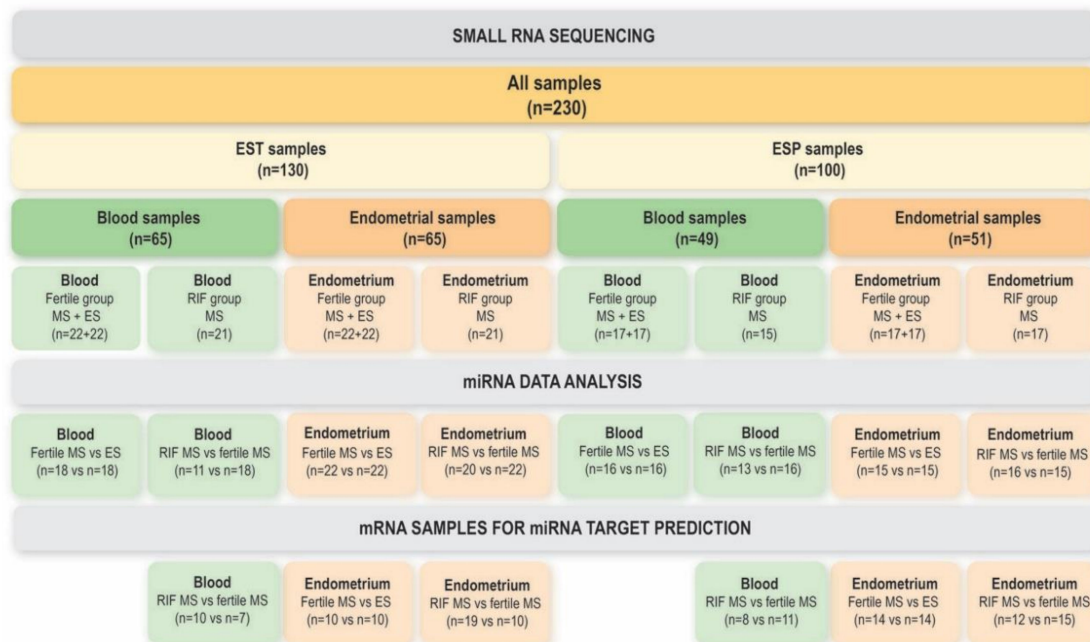 SMALL RNA SEQUENCING
All samples
(n=230)
EST samples
(n=130)
ESP samples
(n=100)
Blood samples
(n=65)
Endometrial samples
(n=65)
Blood samples
(n=49)
Endometrial samples
(n=51)
Blood
Fertile group
MS + ES
(n=22+22)
Blood
RIF group
MS
(n=21)
Endometrium
Fertile group
MS + ES
(n=22+22)
Endometrium
RIF group
MS
(n=21)
Blood
Fertile group
MS + ES
(n=17+17)
Blood
RIF group
MS
(n=15)
Endometrium
Fertile group
MS + ES
(n=17+17)
Endometrium
RIF group
MS
(n=17)
miRNA DATA ANALYSIS
Blood
Fertile MS vs ES
(n=18 vs n=18)
Blood
RIF MS vs fertile MS
(n=11 vs n=18)
Endometrium
Fertile MS vs ES
(n=22 vs n=22)
Endometrium
RIF MS vs fertile MS
(n=20 vs n=22)
Blood
Fertile MS vs ES
(n=16 vs n=16)
Blood
RIF MS vs fertile MS
(n=13 vs n=16)
Endometrium
Fertile MS vs ES
(n=15 vs n=15)
Endometrium
RIF MS vs fertile MS
(n=16 vs n=15)
mRNA SAMPLES FOR miRNA TARGET PREDICTION
Blood
RIF MS vs fertile MS
(n=10 vs n=7)
Endometrium
Fertile MS vs ES
(n=10 vs n=10)
Endometrium
RIF MS vs fertile MS
(n=19 vs n=10)
Blood
RIF MS vs fertile MS
(n=8 vs n=11)
Endometrium
Fertile MS vs ES
(n=14 vs n=14)
Endometrium
RIF MS vs fertile MS
(n=12 vs n=15)